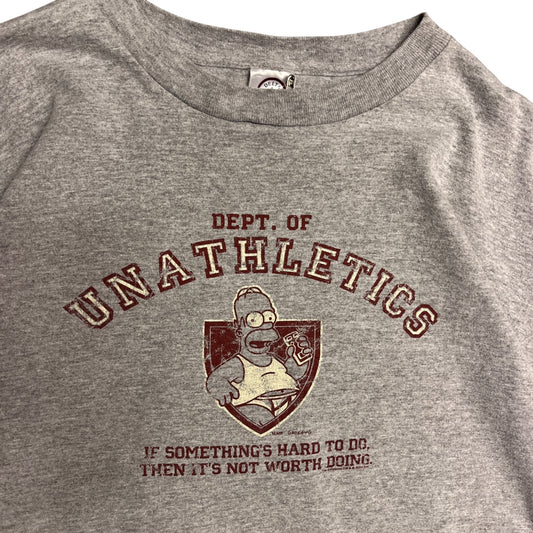 DEPT. OF
UNATHLETICS
IF SOMETHING'S HARD TO DO,
THEN IT'S NOT WORTH DOING.